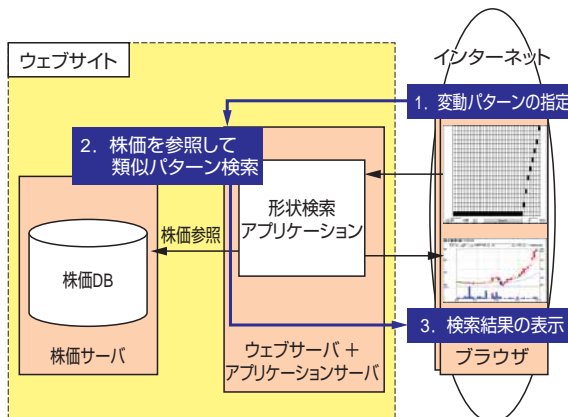 ウェブサイト
インターネット
1. 変動パターンの指定
2. 株価を参照して
類似パターン検索
形状検索
アプリケーション
株価参照
株価DB
株価サーバ
ウェブサーバ +
アプリケーションサーバ
3. 検索結果の表示
ブラウザ